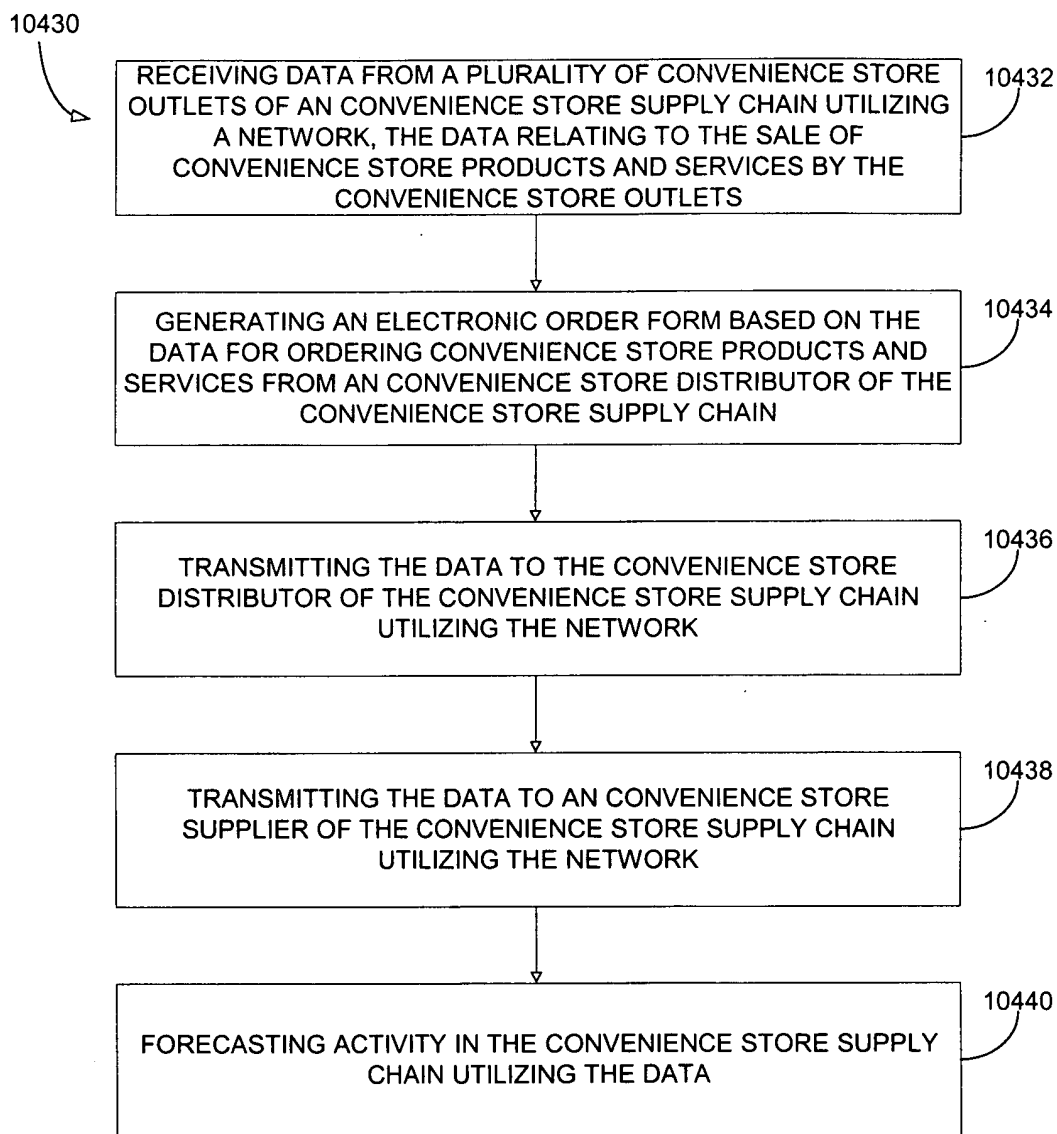 10430
RECEIVING DATA FROM A PLURALITY OF CONVENIENCE STORE
OUTLETS OF AN CONVENIENCE STORE SUPPLY CHAIN UTILIZING
A NETWORK, THE DATA RELATING TO THE SALE OF
CONVENIENCE STORE PRODUCTS AND SERVICES BY THE
CONVENIENCE STORE OUTLETS
10432
GENERATING AN ELECTRONIC ORDER FORM BASED ON THE
DATA FOR ORDERING CONVENIENCE STORE PRODUCTS AND
SERVICES FROM AN CONVENIENCE STORE DISTRIBUTOR OF THE
CONVENIENCE STORE SUPPLY CHAIN
10434
TRANSMITTING THE DATA TO THE CONVENIENCE STORE
DISTRIBUTOR OF THE CONVENIENCE STORE SUPPLY CHAIN
UTILIZING THE NETWORK
10436
TRANSMITTING THE DATA TO AN CONVENIENCE STORE
SUPPLIER OF THE CONVENIENCE STORE SUPPLY CHAIN
UTILIZING THE NETWORK
10438
FORECASTING ACTIVITY IN THE CONVENIENCE STORE SUPPLY
CHAIN UTILIZING THE DATA
10440